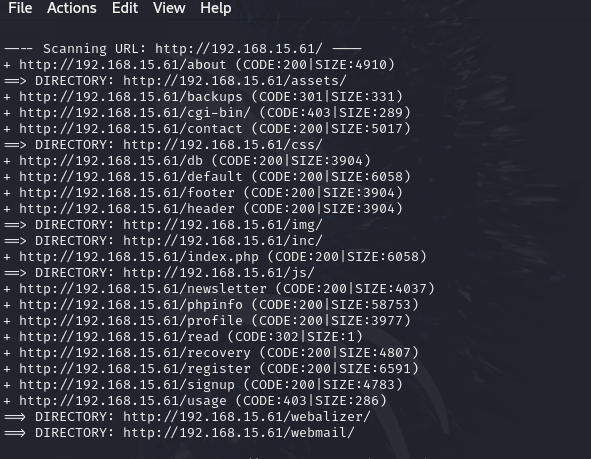 File Actions Edit View Help
---- Scanning URL: http://192.168.15.61/ ----
+ http://192.168.15.61/about (CODE:200|SIZE:4910)
==> DIRECTORY: http://192.168.15.61/assets/
+ http://192.168.15.61/backups (CODE:301|SIZE:331)
+ http://192.168.15.61/cgi-bin/ (CODE:403|SIZE:289)
+ http://192.168.15.61/contact (CODE:200|SIZE:5017)
==> DIRECTORY: http://192.168.15.61/css/
+ http://192.168.15.61/db (CODE:200|SIZE:3904)
+ http://192.168.15.61/default (CODE:200|SIZE:6058)
+ http://192.168.15.61/footer (CODE:200|SIZE:3904)
+ http://192.168.15.61/header (CODE:200|SIZE:3904)
==> DIRECTORY: http://192.168.15.61/img/
==> DIRECTORY: http://192.168.15.61/inc/
+ http://192.168.15.61/index.php (CODE:200|SIZE:6058)
==> DIRECTORY: http://192.168.15.61/js/
+ http://192.168.15.61/newsletter (CODE:200|SIZE:4037)
+ http://192.168.15.61/phpinfo (CODE:200|SIZE:58753)
+ http://192.168.15.61/profile (CODE:200|SIZE:3977)
+ http://192.168.15.61/read (CODE:302|SIZE:1)
+ http://192.168.15.61/recovery (CODE:200|SIZE:4807)
+ http://192.168.15.61/register (CODE:200|SIZE:6591)
+ http://192.168.15.61/signup (CODE:200|SIZE:4783)
+ http://192.168.15.61/usage (CODE:403|SIZE:286)
==> DIRECTORY: http://192.168.15.61/webalizer/
==> DIRECTORY: http://192.168.15.61/webmail/